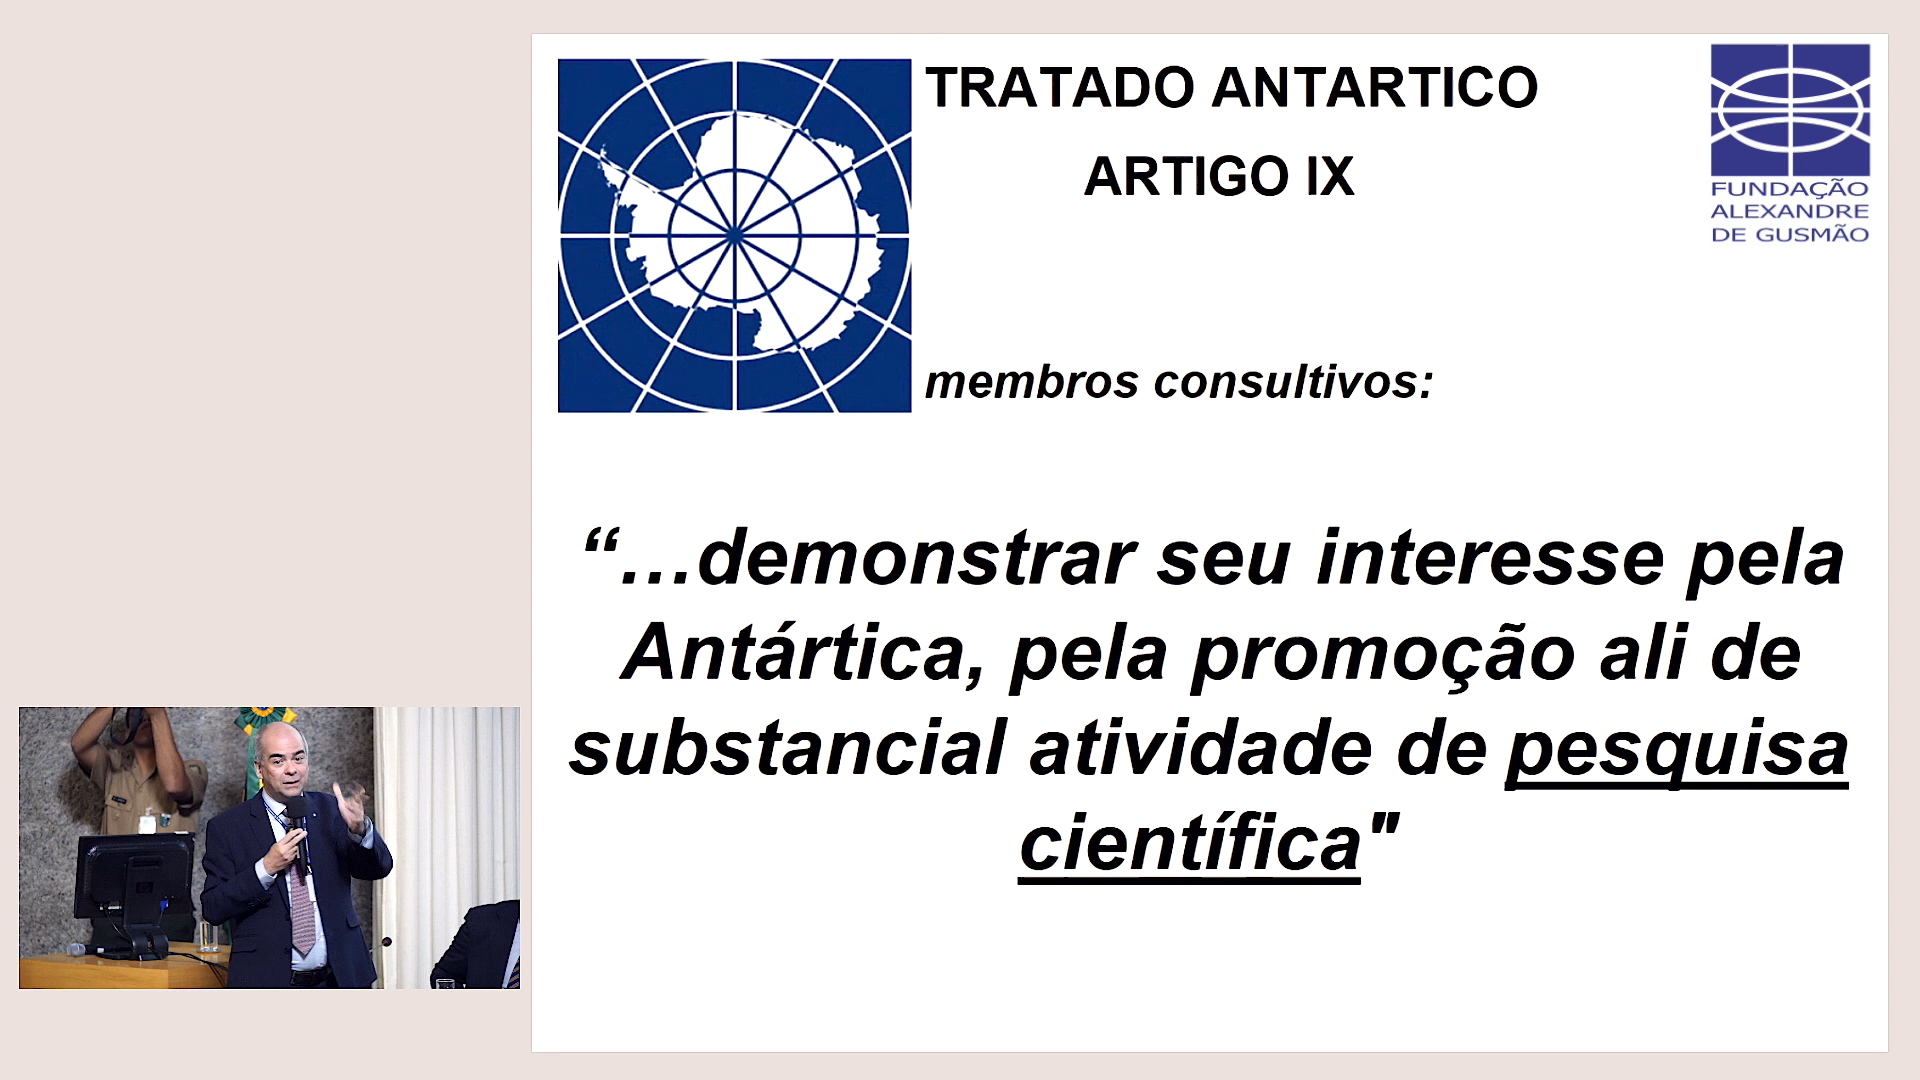 TRATADO ANTARTICO
ARTIGO IX
FUNDAÇÃO
ALEXANDRE
DE GUSMÃO
membros consultivos:
“...demonstrar seu interesse pela
Antártica, pela promoção ali de
substancial atividade de pesquisa
científica"